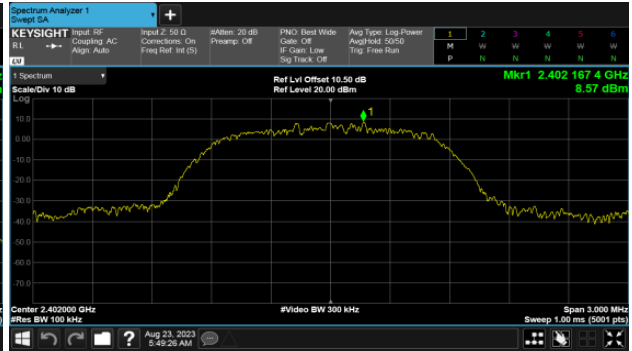 Spectrum Analyzer 1
Swept SA
+
KEYSIGHT Input: RF Input Z: 50 Ω #Atten: 20 dB PNO: Best Wide Avg Type: Log-Power 1 2 3 4 5 6
RL Coupling: AC Corrections: On Preamp: Off Gate: Off Avg|Hold: 50/50 M W W W W W
Align: Auto Freq Ref: Int (S) IF Gain: Low Trig: Free Run
LXI Sig Track: Off P N N N N N
1 Spectrum
Scale/Div 10 dB
Ref Lvl Offset 10.50 dB
Ref Level 20.00 dBm
Mkr1 2.402 167 4 GHz
8.57 dBm
Log
1
10.0
0.00
-10.0
-20.0
-30.0
-40.0
-50.0
-60.0
-70.0
Center 2.402000 GHz #Video BW 300 kHz Span 3.000 MHz
#Res BW 100 kHz Sweep 1.00 ms (5001 pts)
? Aug 23, 2023
5:49:26 AM